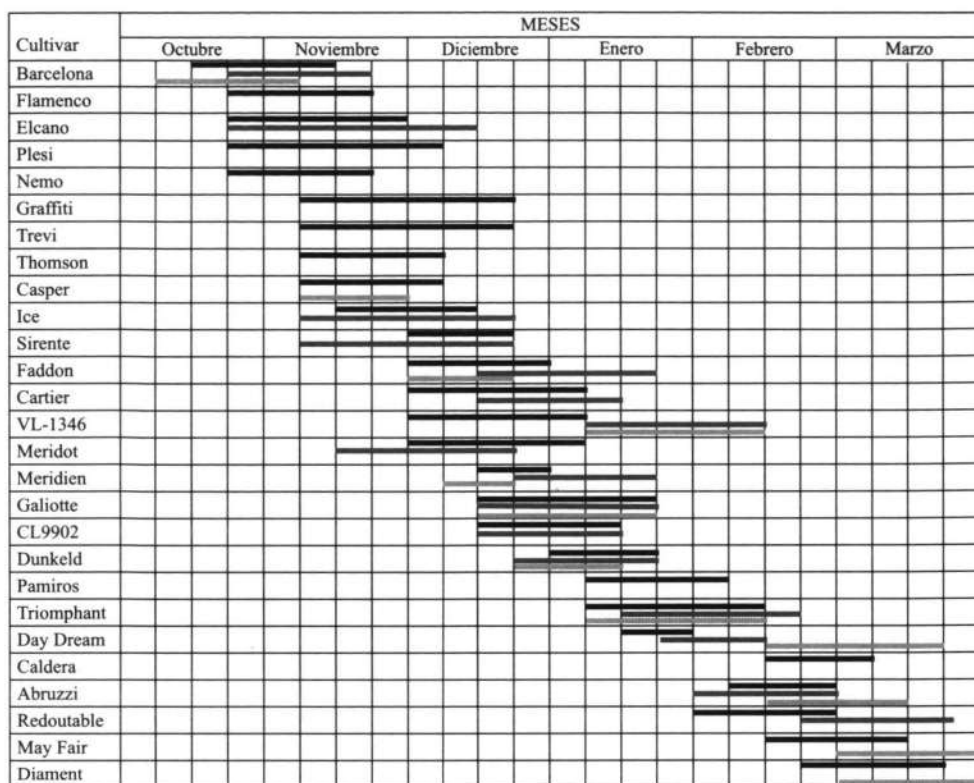 Cultivar
MESES
Octubre Noviembre Diciembre Enero Febrero Marzo
Barcelona
Flamenco
Elcano
Plesi
Nemo
Graffiti
Trevi
Thomson
Casper
Ice
Sirente
Faddon
Cartier
VL-1346
Meridot
Meridien
Galiotte
CL9902
Dunkeld
Pamiros
Triomphant
Day Dream
Caldera
Abruzzi
Redoutable
May Fair
Diament